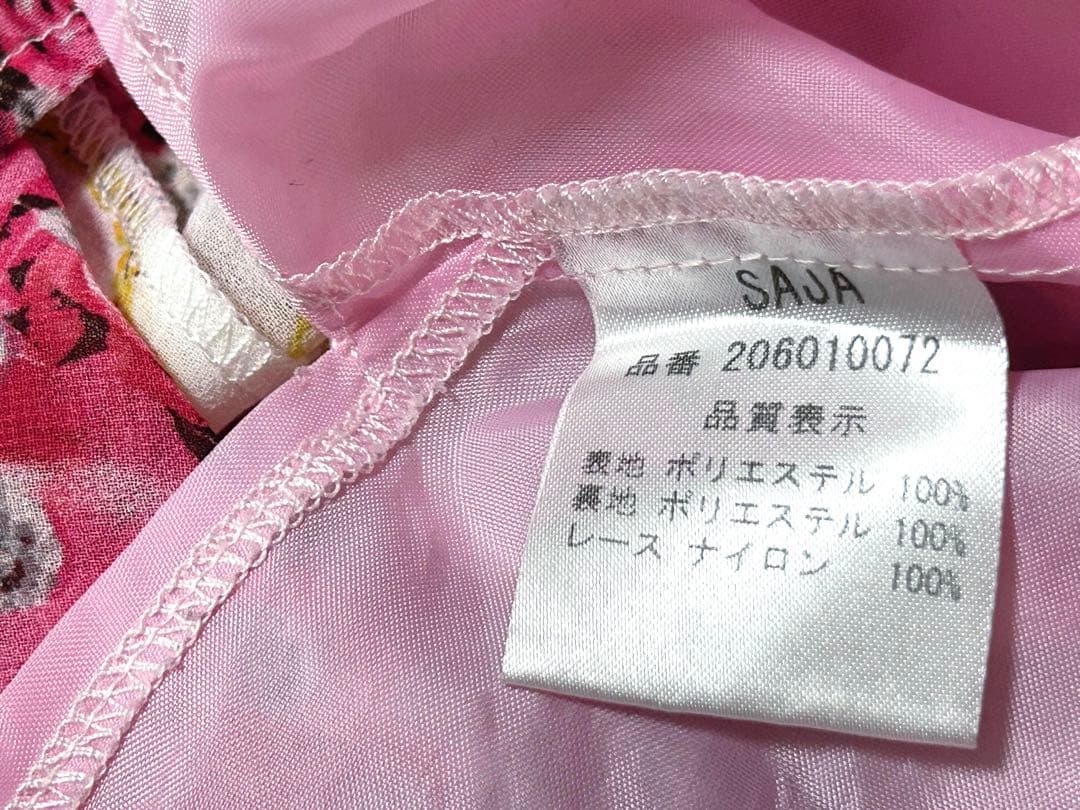 SAJA
品番 206010072
品質表示
表地 ポリエステル 100%
裏地 ポリエステル 100%
レース ナイロン 100%